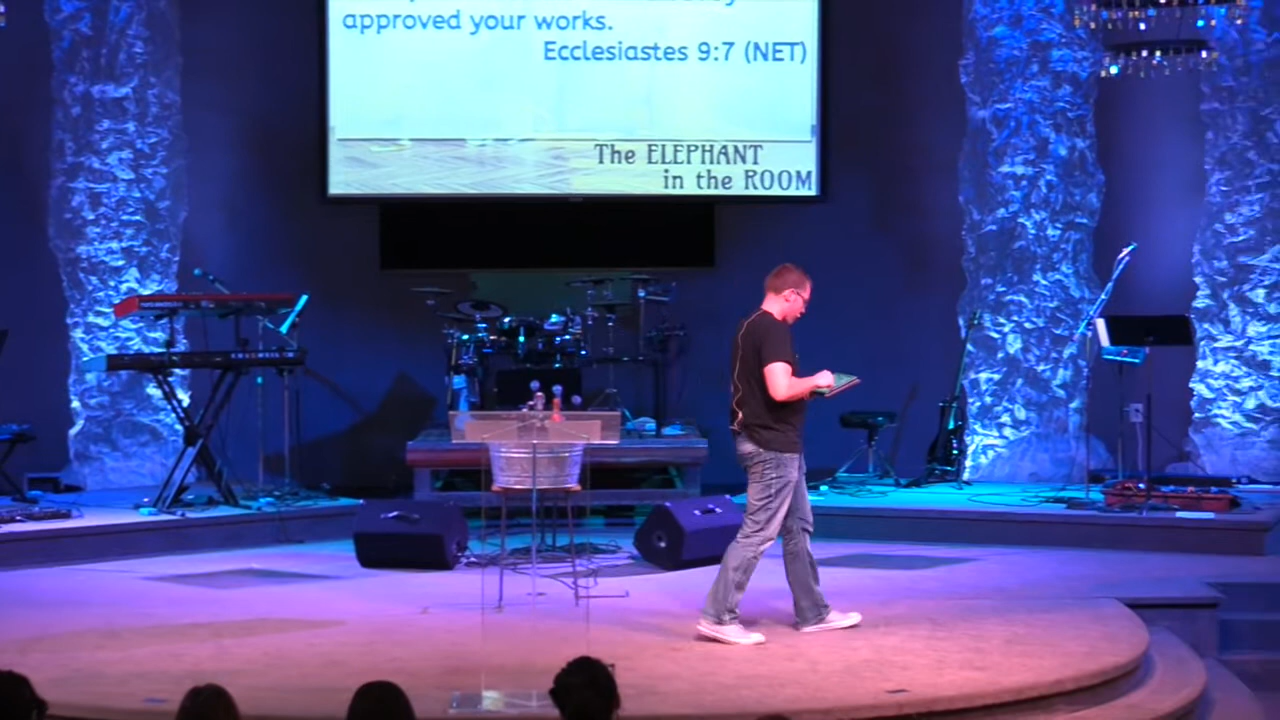 approved your works.
Ecclesiastes 9:7 (NET)
The ELEPHANT
in the ROOM